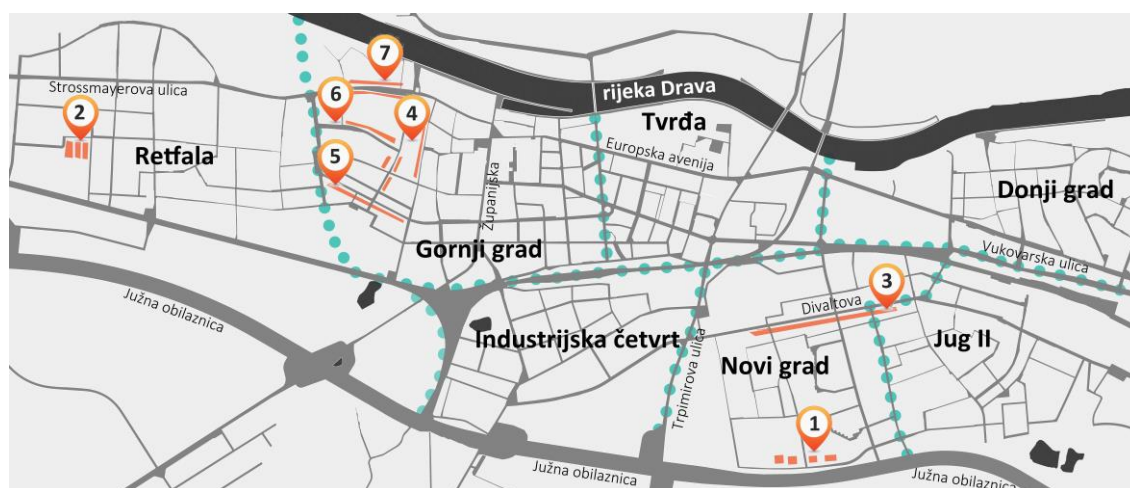 7
rijeka Drava
Strossmayerova ulica
6
4
2
Tvrđa
Retfala
5
Europska avenija
Donji grad
Županijska
Gornji grad
Vukovarska ulica
3
Južna obilaznica
Divaltova
Industrijska četvrt
Jug II
Novi grad
Trpimirova ulica
1
Južna obilaznica
Južna obilaznica